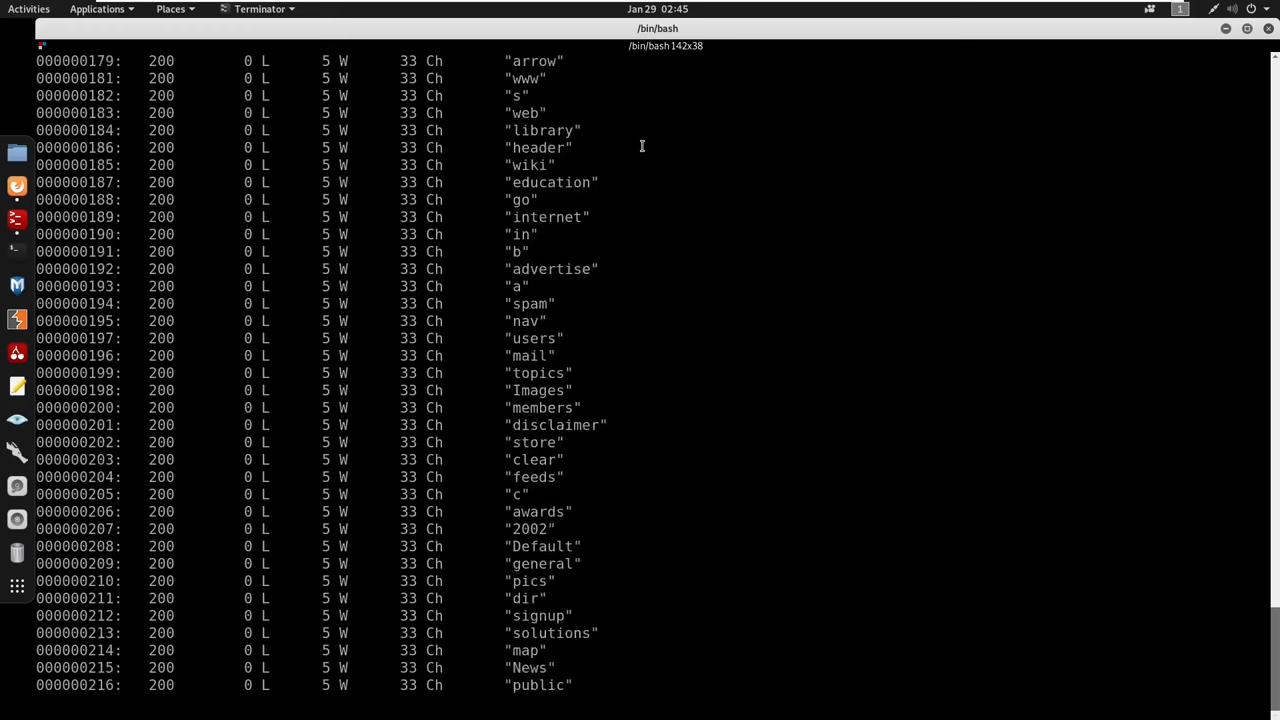 Activities Applications Places Terminator Jan 29 02:45 1
/bin/bash
/bin/bash 142x38
000000179: 200 0 L 5 W 33 Ch "arrow"
000000181: 200 0 L 5 W 33 Ch "www"
000000182: 200 0 L 5 W 33 Ch "s"
000000183: 200 0 L 5 W 33 Ch "web"
000000184: 200 0 L 5 W 33 Ch "library"
000000186: 200 0 L 5 W 33 Ch "header"
000000185: 200 0 L 5 W 33 Ch "wiki"
000000187: 200 0 L 5 W 33 Ch "education"
000000188: 200 0 L 5 W 33 Ch "go"
000000189: 200 0 L 5 W 33 Ch "internet"
000000190: 200 0 L 5 W 33 Ch "in"
000000191: 200 0 L 5 W 33 Ch "b"
000000192: 200 0 L 5 W 33 Ch "advertise"
000000193: 200 0 L 5 W 33 Ch "a"
000000194: 200 0 L 5 W 33 Ch "spam"
000000195: 200 0 L 5 W 33 Ch "nav"
000000197: 200 0 L 5 W 33 Ch "users"
000000196: 200 0 L 5 W 33 Ch "mail"
000000199: 200 0 L 5 W 33 Ch "topics"
000000198: 200 0 L 5 W 33 Ch "Images"
000000200: 200 0 L 5 W 33 Ch "members"
000000201: 200 0 L 5 W 33 Ch "disclaimer"
000000202: 200 0 L 5 W 33 Ch "store"
000000203: 200 0 L 5 W 33 Ch "clear"
000000204: 200 0 L 5 W 33 Ch "feeds"
000000205: 200 0 L 5 W 33 Ch "c"
000000206: 200 0 L 5 W 33 Ch "awards"
000000207: 200 0 L 5 W 33 Ch "2002"
000000208: 200 0 L 5 W 33 Ch "Default"
000000209: 200 0 L 5 W 33 Ch "general"
000000210: 200 0 L 5 W 33 Ch "pics"
000000211: 200 0 L 5 W 33 Ch "dir"
000000212: 200 0 L 5 W 33 Ch "signup"
000000213: 200 0 L 5 W 33 Ch "solutions"
000000214: 200 0 L 5 W 33 Ch "map"
000000215: 200 0 L 5 W 33 Ch "News"
000000216: 200 0 L 5 W 33 Ch "public"